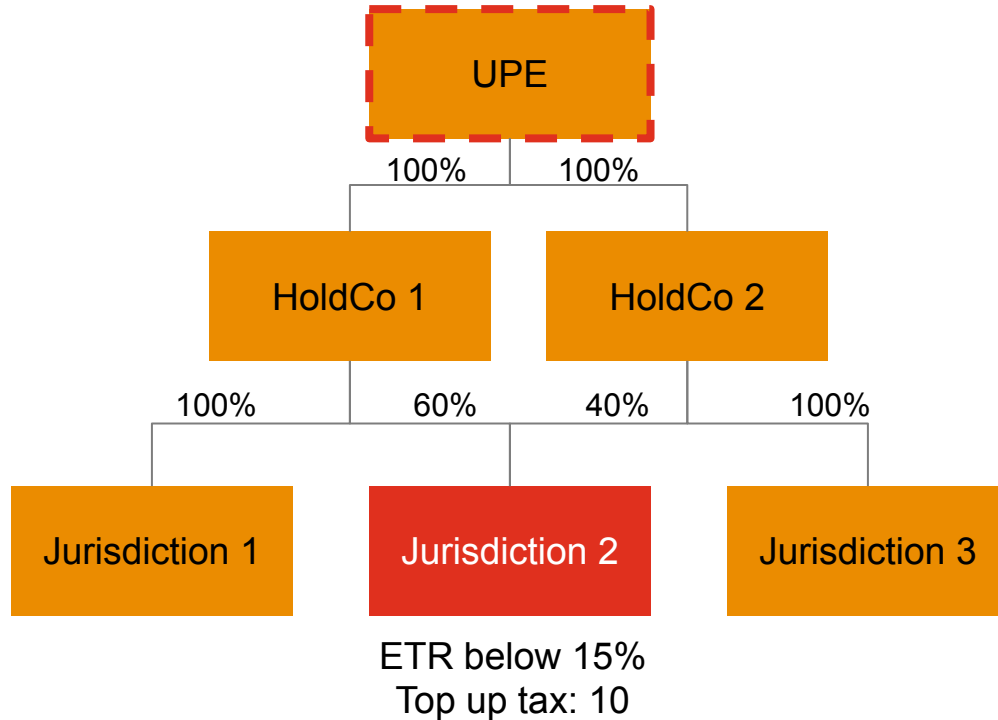 UPE
100%
100%
HoldCo 1
HoldCo 2
100%
60%
40%
100%
Jurisdiction 1
Jurisdiction 2
Jurisdiction 3
ETR below 15%
Top up tax: 10